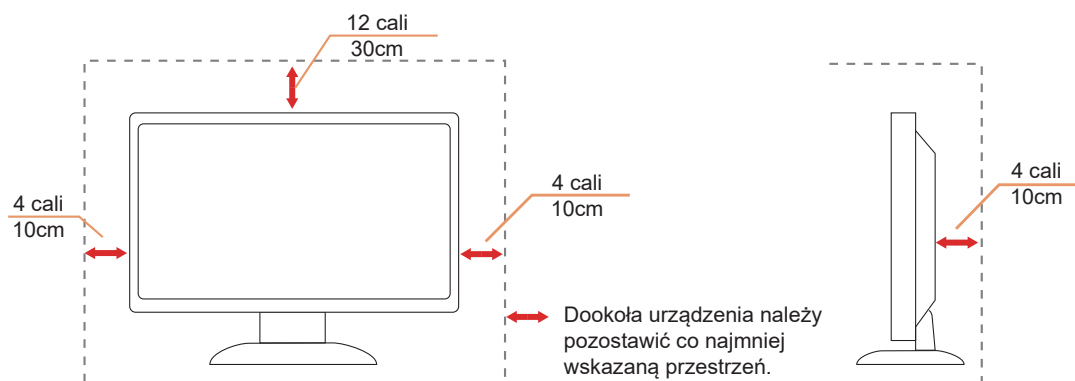 12 cali
30cm
4 cali
10cm
4 cali
10cm
4 cali
10cm
Dookoła urządzenia należy
pozostawić co najmniej
wskazaną przestrzeń.